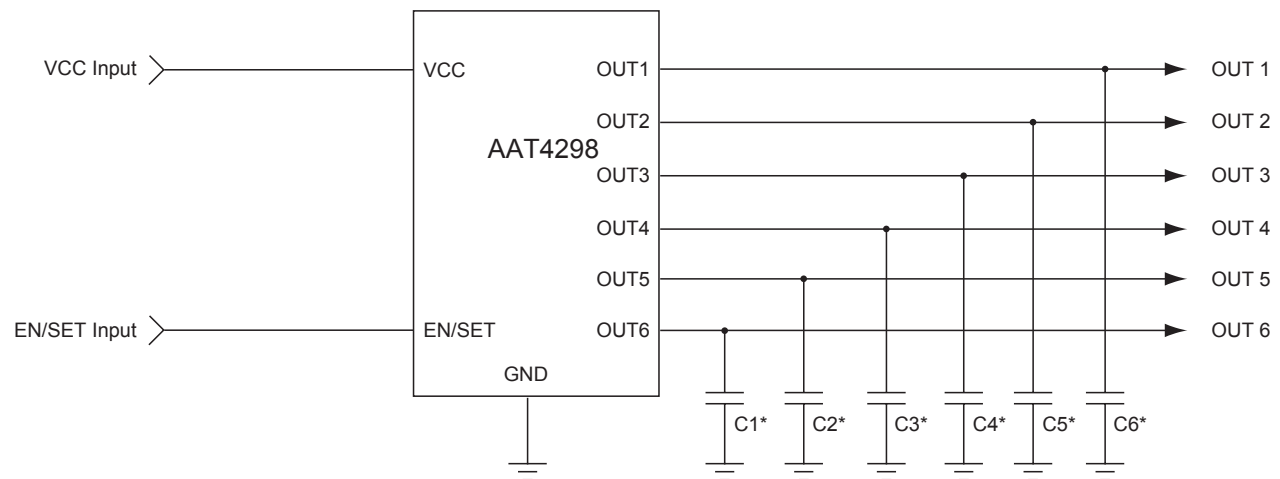 VCC Input
VCC
OUT1
OUT 1
OUT2
OUT 2
AAT4298
OUT3
OUT 3
OUT4
OUT 4
OUT5
OUT 5
EN/SET Input
EN/SET
OUT6
OUT 6
GND
C1*
C2*
C3*
C4*
C5*
C6*